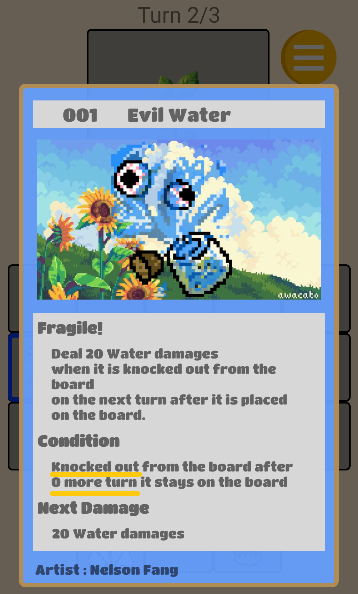 Turn 2/3
001 Evil Water
awacats
Fragile!
Deal 20 Water damages
when it is knocked out from the
board
on the next turn after it is placed
on the board.
Condition
Knocked out from the board after
0 more turn it stays on the board
Next Damage
20 Water damages
Artist : Nelson Fang